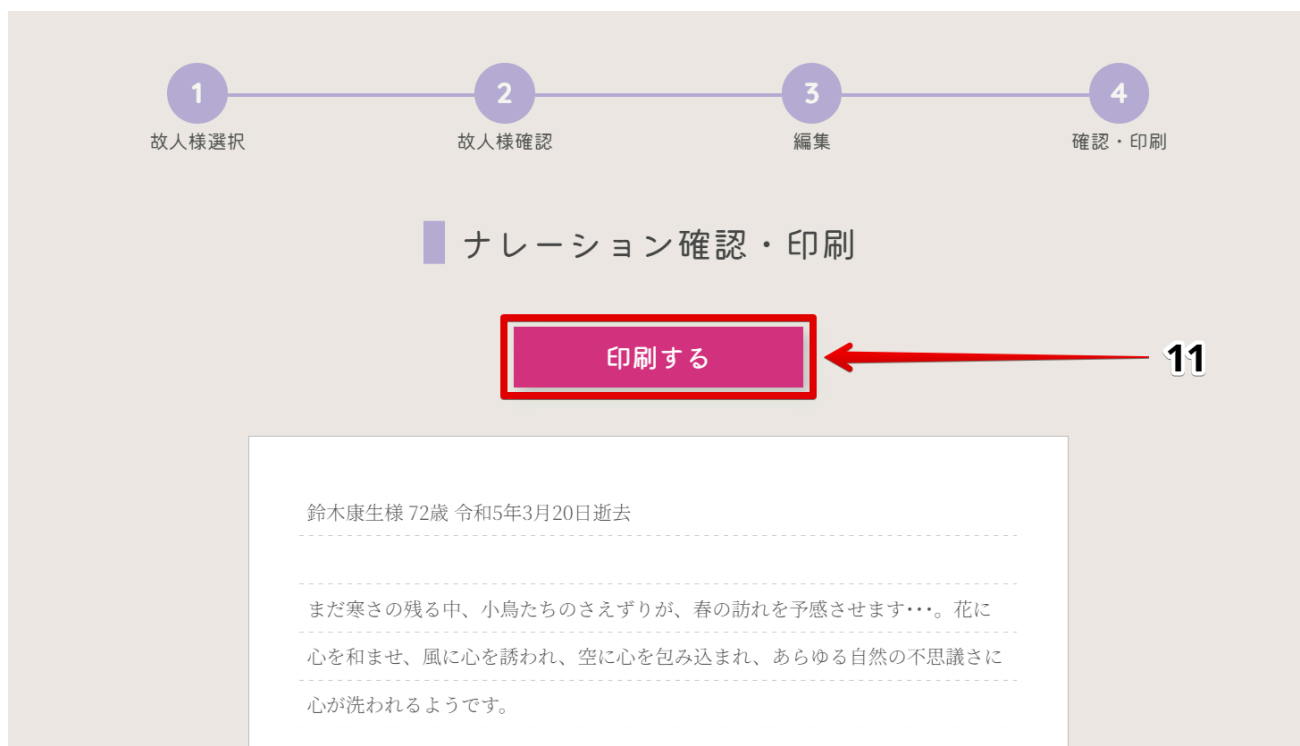 1
2
3
4
故人様選択
故人様確認
編集
確認・印刷
ナレーション確認・印刷
印刷する
11
鈴木康生様 72歳 令和5年3月20日逝去
まだ寒さの残る中、小鳥たちのさえずりが、春の訪れを予感させます･･･。花に
心を和ませ、風に心を誘われ、空に心を包み込まれ、あらゆる自然の不思議さに
心が洗われるようです。